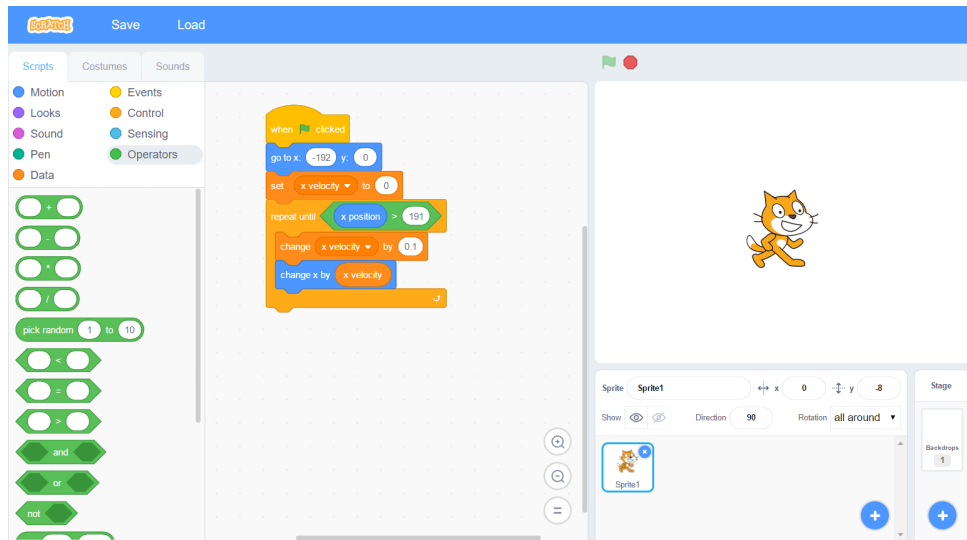 SCRATCH Save Load
Scripts Costumes Sounds
Motion Events
Looks Control
Sound Sensing
Pen Operators
Data
+
-
*
/
pick random 1 to 10
<
=
>
and
or
not
when clicked
go to x: -192 y: 0
set x velocity to 0
repeat until x position > 191
change x velocity by 0.1
change x by x velocity
Sprite Sprite1 x 0 y -8
Show Direction 90 Rotation all around
Sprite1
Stage
Backdrops
1